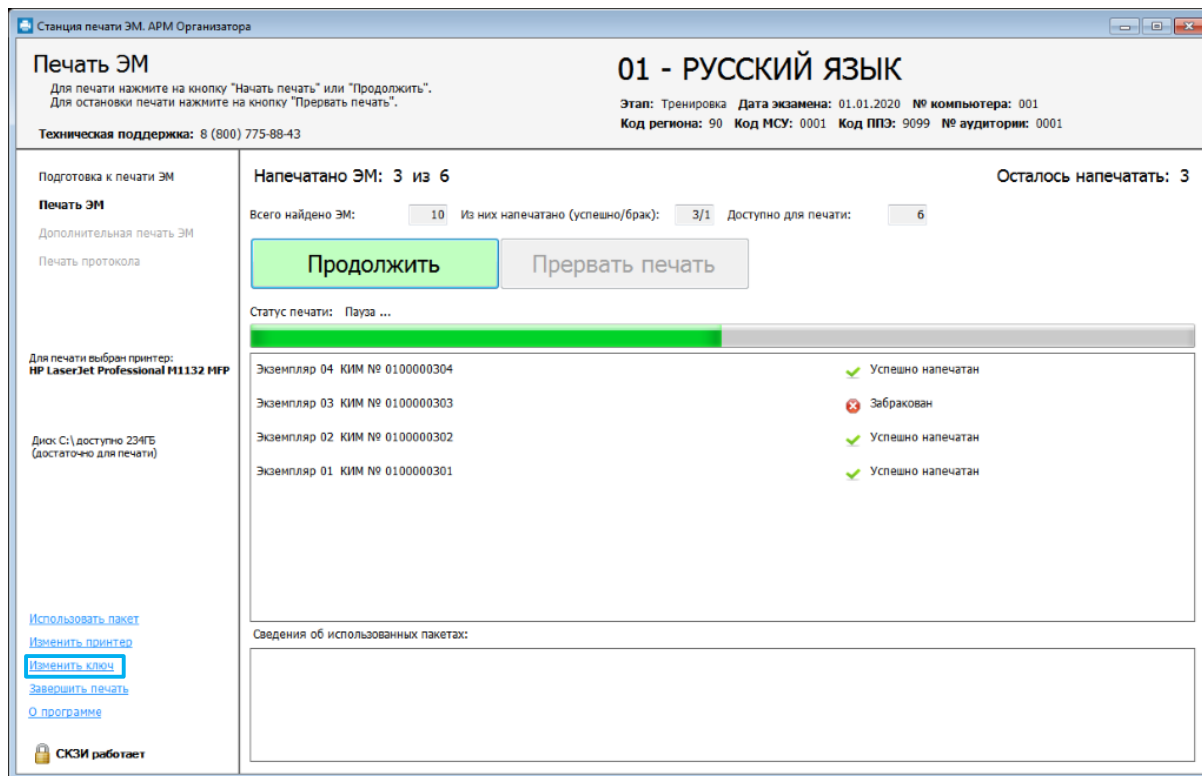 Станция печати ЭМ. АРМ Организатора
Печать ЭМ
Для печати нажмите на кнопку "Начать печать" или "Продолжить".
Для остановки печати нажмите на кнопку "Прервать печать".
Техническая поддержка: 8 (800) 775-88-43
01 - РУССКИЙ ЯЗЫК
Этап: Тренировка Дата экзамена: 01.01.2020 № компьютера: 001
Код региона: 90 Код МСУ: 0001 Код ППЭ: 9099 № аудитории: 0001
Подготовка к печати ЭМ
Печать ЭМ
Дополнительная печать ЭМ
Печать протокола
Для печати выбран принтер:
HP LaserJet Professional M1132 MFP
Диск C:\ доступно 234ГБ
(достаточно для печати)
Использовать пакет
Изменить принтер
Изменить ключ
Завершить печать
О программе
СКЗИ работает
Напечатано ЭМ: 3 из 6
Осталось напечатать: 3
Всего найдено ЭМ: 10 Из них напечатано (успешно/брак): 3/1 Доступно для печати: 6
Продолжить
Прервать печать
Статус печати: Пауза ...
Экземпляр 04 КИМ № 0100000304 Успешно напечатан
Экземпляр 03 КИМ № 0100000303 Забракован
Экземпляр 02 КИМ № 0100000302 Успешно напечатан
Экземпляр 01 КИМ № 0100000301 Успешно напечатан
Сведения об использованных пакетах: